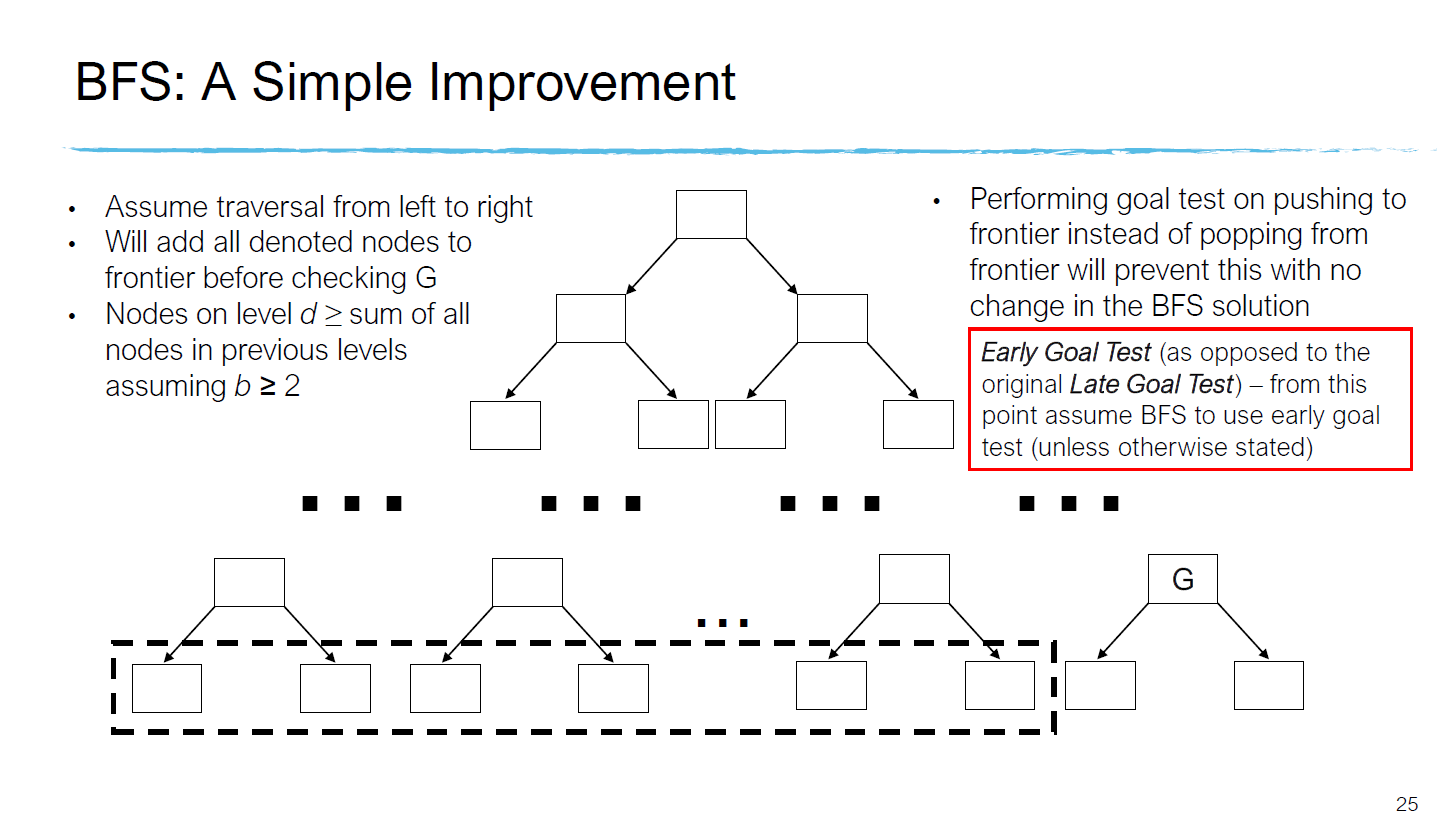 BFS: A Simple Improvement
• Assume traversal from left to right
• Will add all denoted nodes to
frontier before checking G
• Nodes on level d ≥ sum of all
nodes in previous levels
assuming b ≥ 2
• Performing goal test on pushing to
frontier instead of popping from
frontier will prevent this with no
change in the BFS solution
Early Goal Test (as opposed to the
original Late Goal Test) – from this
point assume BFS to use early goal
test (unless otherwise stated)
G
25